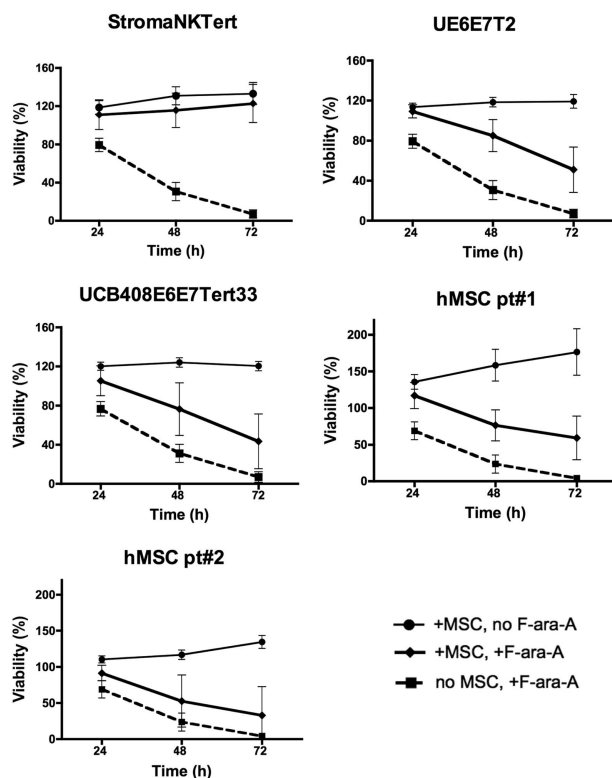 StromaNKTert
UE6E7T2
Viability (%)
160
120
80
40
0
24
48
72
Time (h)
Viability (%)
160
120
80
40
0
24
48
72
Time (h)
UCB408E6E7Tert33
hMSC pt#1
Viability (%)
160
120
80
40
0
24
48
72
Time (h)
Viability (%)
200
150
100
50
0
24
48
72
Time (h)
hMSC pt#2
Viability (%)
200
150
100
50
0
24
48
72
Time (h)
+MSC, no F-ara-A
+MSC, +F-ara-A
no MSC, +F-ara-A